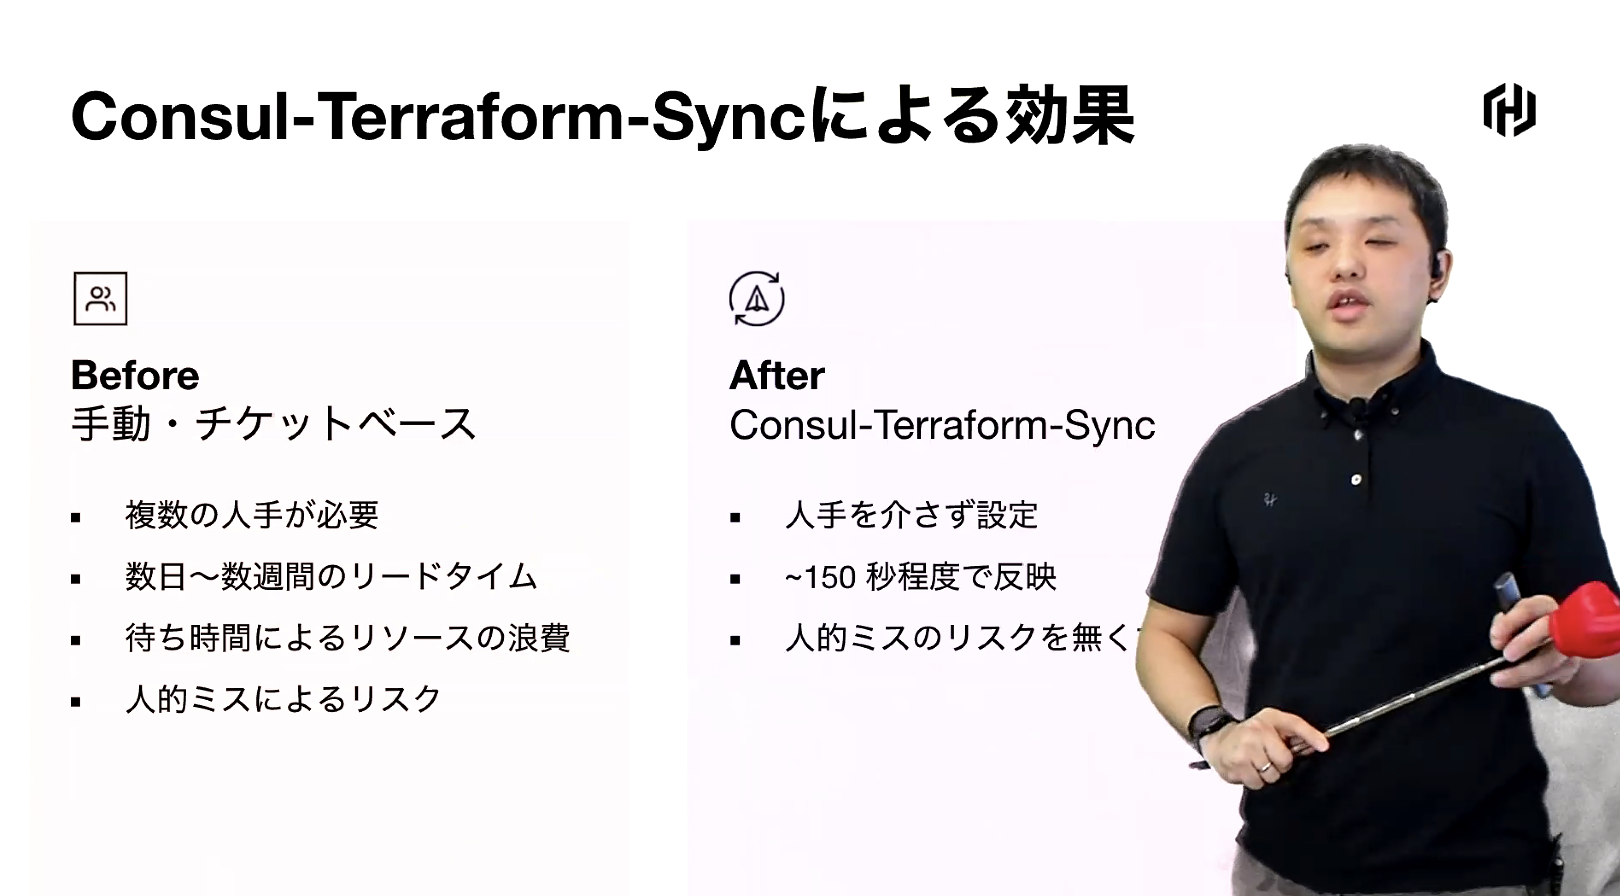 Consul-Terraform-Syncによる効果
Before
手動・チケットベース
▪ 複数の人手が必要
▪ 数日〜数週間のリードタイム
▪ 待ち時間によるリソースの浪費
▪ 人的ミスによるリスク
After
Consul-Terraform-Sync
▪ 人手を介さず設定
▪ ~150 秒程度で反映
▪ 人的ミスのリスクを無く